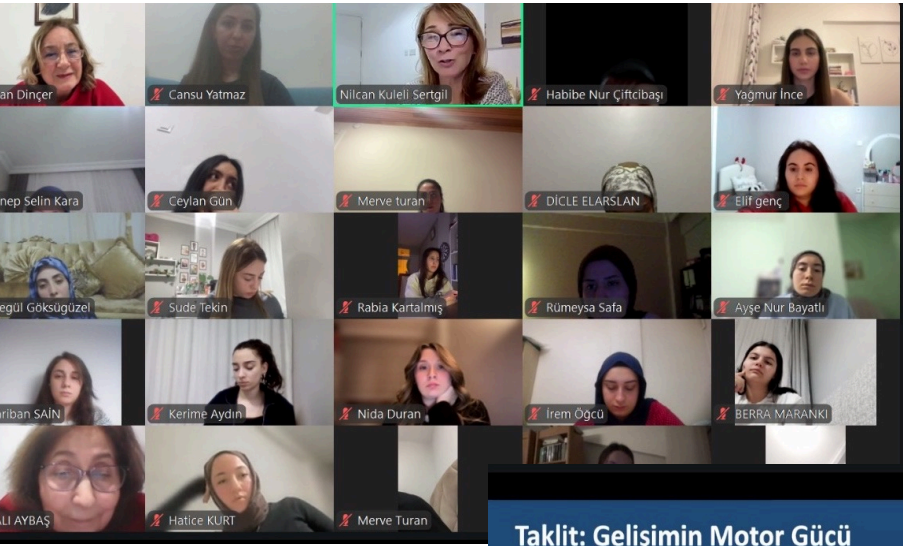 an Dinçer
Cansu Yatmaz
Nilcan Kuleli Sertgil
Habibe Nur Çiftcibaşı
Yağmur İnce
nep Selin Kara
Ceylan Gün
Merve turan
DİCLE ELARSLAN
Elif genç
egül Göksügüzel
Sude Tekin
Rabia Kartalmış
Rümeysa Safa
Ayşe Nur Bayatlı
riban SAİN
Kerime Aydın
Nida Duran
İrem Öğcü
BERRA MARANKI
ALI AYBAŞ
Hatice KURT
Merve Turan
Taklit: Gelişimin Motor Gücü